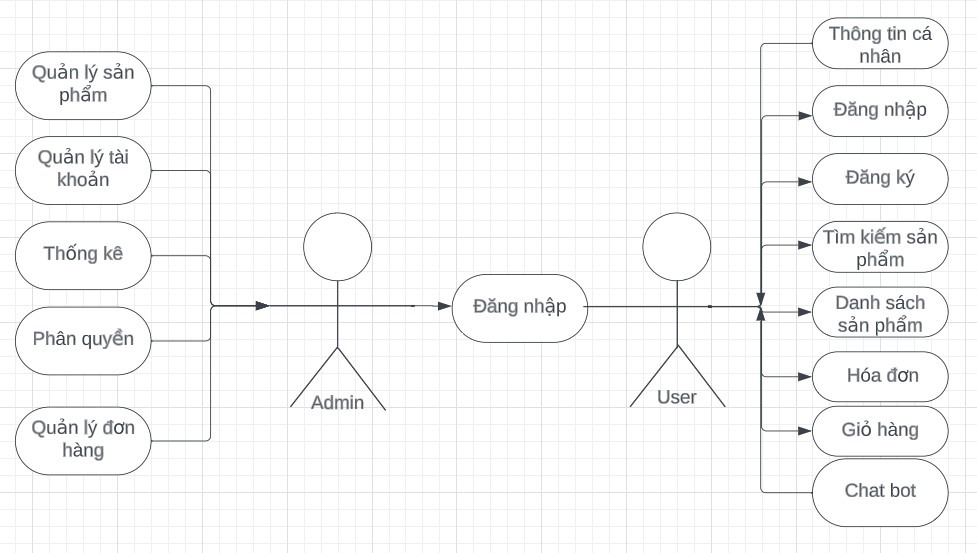 Quản lý sản
phẩm
Quản lý tài
khoản
Thống kê
Phân quyền
Quản lý đơn
hàng
Admin
Đăng nhập
User
Thông tin cá
nhân
Đăng nhập
Đăng ký
Tìm kiếm sản
phẩm
Danh sách
sản phẩm
Hóa đơn
Giỏ hàng
Chat bot